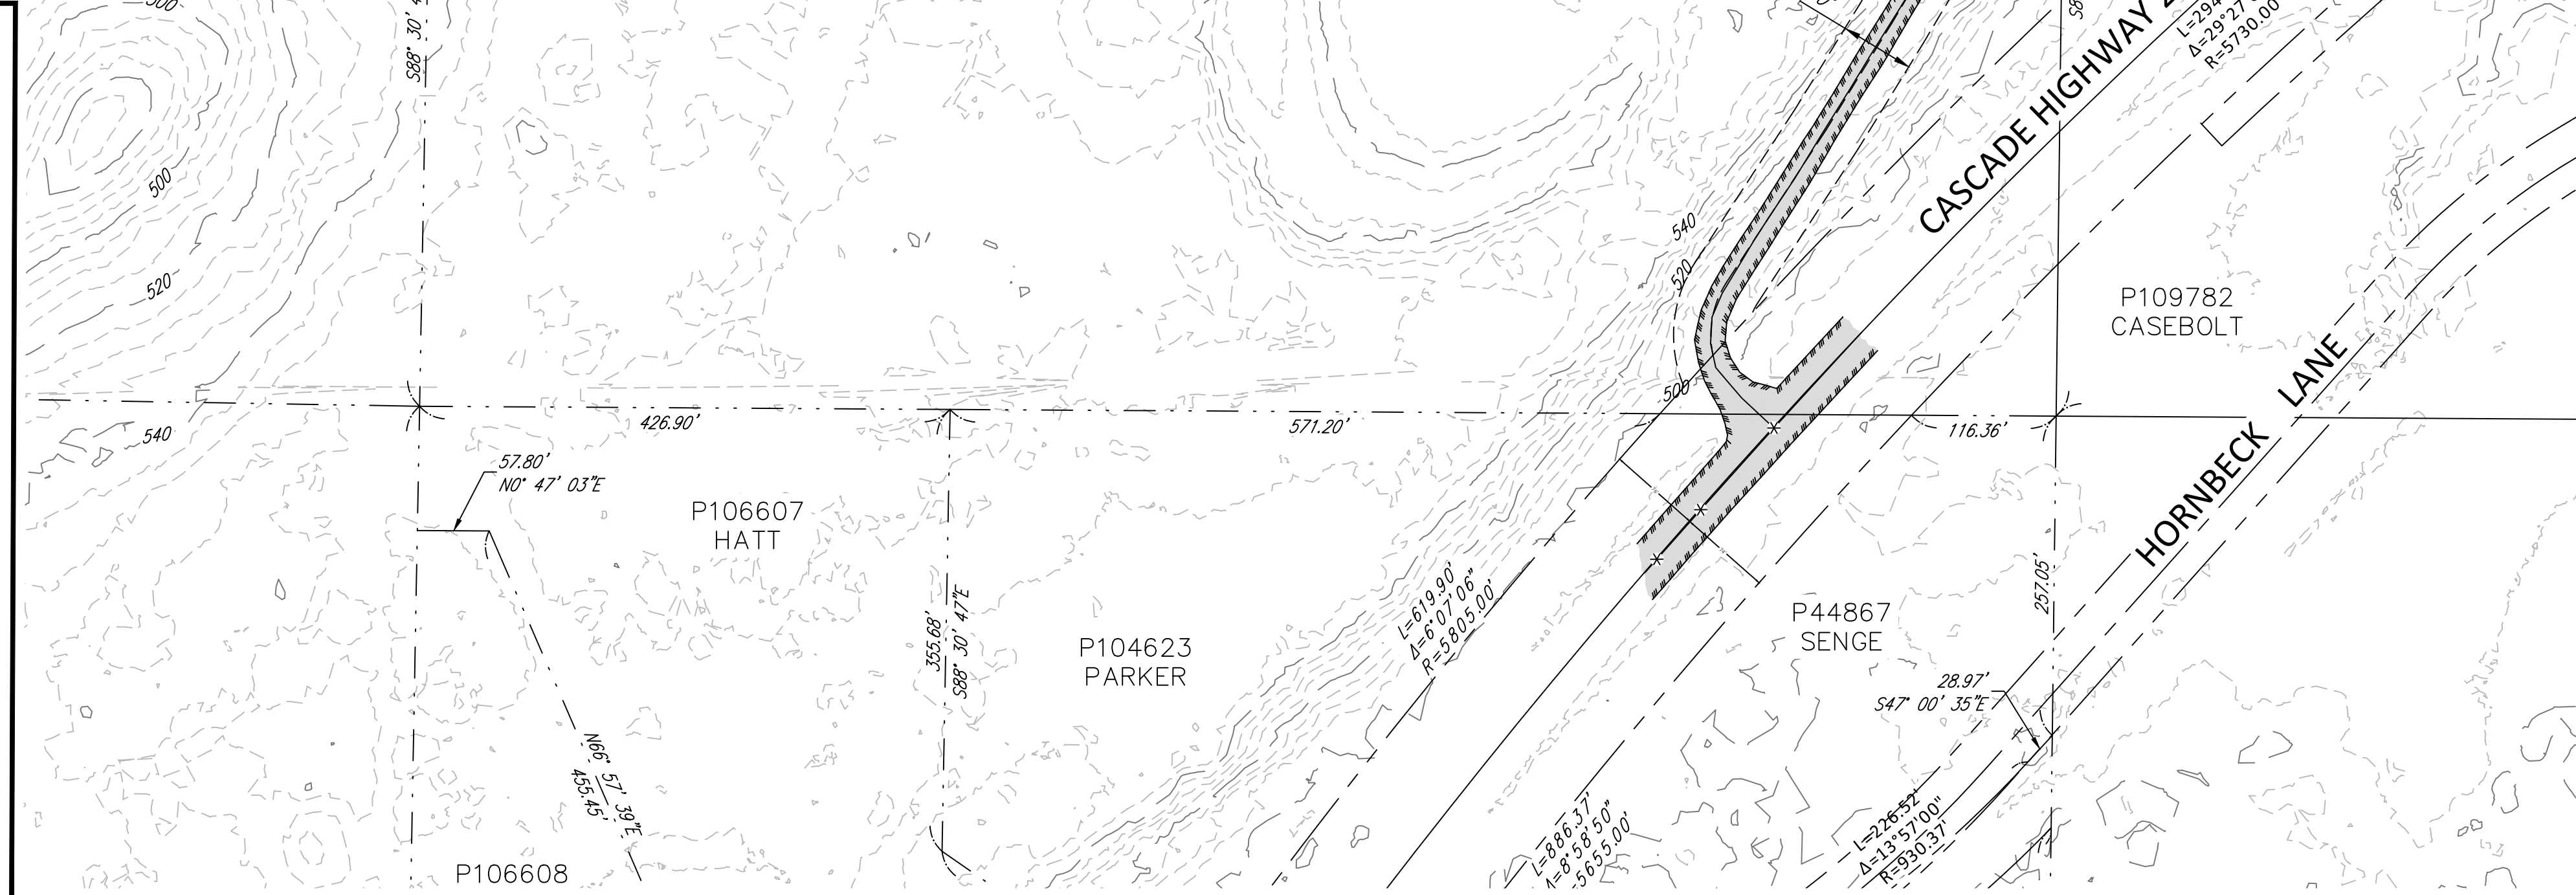 500
S88° 30'
500
520
540
426.90'
57.80'
N0° 47' 03"E
P106607
HATT
N66° 57' 39"E
455.45'
P106608
355.68'
S88° 30' 47"E
571.20'
P104623
PARKER
L=619.90'
Δ=6°07'06"
R=5805.00'
540
520
500
CASCADE HIGHWAY
Δ=29°27'
R=5730.00'
116.36'
P109782
CASEBOLT
HORNBECK LANE
257.05'
P44867
SENGE
28.97'
S47° 00' 35"E
L=886.37'
Δ=8°58'50"
=5655.00'
L=226.52'
Δ=13°57'00"
R=930.37'